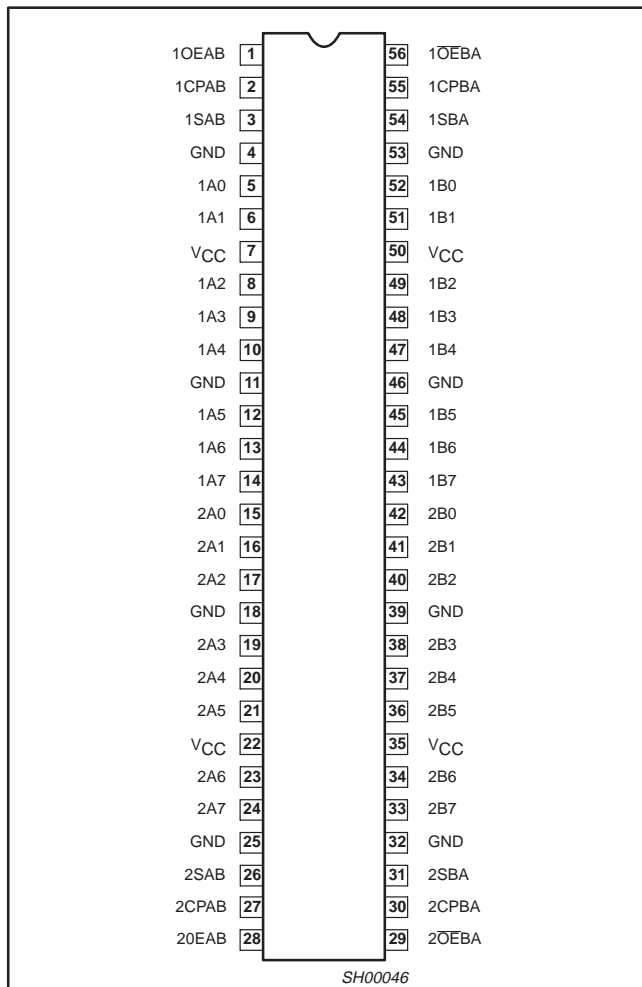 1OEAB 1 56 1O̅E̅BA
1CPAB 2 55 1CPBA
1SAB 3 54 1SBA
GND 4 53 GND
1A0 5 52 1B0
1A1 6 51 1B1
VCC 7 50 VCC
1A2 8 49 1B2
1A3 9 48 1B3
1A4 10 47 1B4
GND 11 46 GND
1A5 12 45 1B5
1A6 13 44 1B6
1A7 14 43 1B7
2A0 15 42 2B0
2A1 16 41 2B1
2A2 17 40 2B2
GND 18 39 GND
2A3 19 38 2B3
2A4 20 37 2B4
2A5 21 36 2B5
VCC 22 35 VCC
2A6 23 34 2B6
2A7 24 33 2B7
GND 25 32 GND
2SAB 26 31 2SBA
2CPAB 27 30 2CPBA
20EAB 28 29 2O̅E̅BA
SH00046